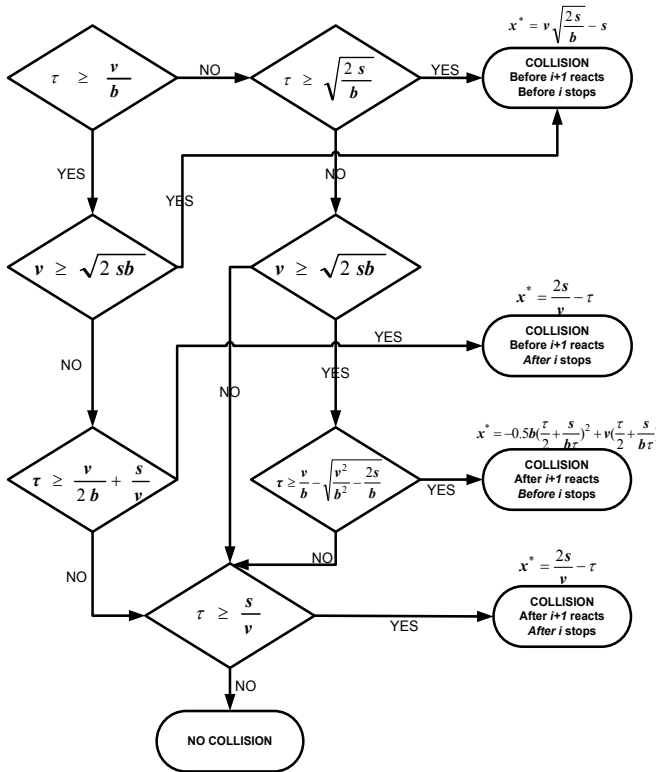 x* = v√(2s/b) − s
τ ≥ v/b
NO
τ ≥ √(2s/b)
YES
COLLISION
Before i+1 reacts
Before i stops
YES
YES
NO
v ≥ √(2sb)
v ≥ √(2sb)
x* = 2s/v − τ
YES
COLLISION
Before i+1 reacts
After i stops
NO
NO
YES
x* = −0.5b(τ/2 + s/bτ)² + v(τ/2 + s/bτ
τ ≥ v/2b + s/v
τ ≥ v/b − √(v²/b² − 2s/b)
YES
COLLISION
After i+1 reacts
Before i stops
NO
NO
x* = 2s/v − τ
τ ≥ s/v
YES
COLLISION
After i+1 reacts
After i stops
NO
NO COLLISION